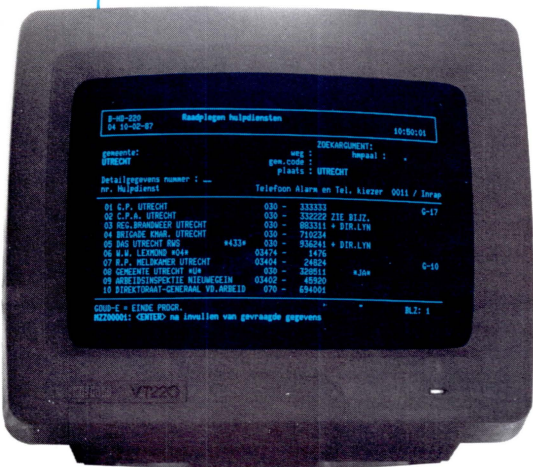 D-HD-220 Raadplegen hulpdiensten
04 10-02-87 10:50:01
ZOEKARGUMENT:
gemeente: weg : hmpaal : .
UTRECHT gem.code :
plaats : UTRECHT
Detailgegevens nummer : __
nr. Hulpdienst Telefoon Alarm en Tel. kiezer 0011 / Inrap
01 G.P. UTRECHT 030 - 333333 G-17
02 C.P.A. UTRECHT 030 - 332222 ZIE BIJZ.
03 REG.BRANDWEER UTRECHT 030 - 863311 + DIR.LYN
04 BRIGADE KMAR. UTRECHT 030 - 710234
05 DAS UTRECHT RWS *433* 030 - 936241 + DIR.LYN
06 W.W. LEXMOND *04* 03474 - 1476
07 R.P. MELDKAMER UTRECHT 03404 - 24824 G-10
08 GEMEENTE UTRECHT *U* 030 - 328511 *JA*
09 ARBEIDSINSPEKTIE NIEUWEGEIN 03402 - 45920
10 DIREKTORAAT-GENERAAL VD.ARBEID 070 - 694001
GOUD-E = EINDE PROGR. BLZ: 1
HZZ00001: <ENTER> na invullen van gevraagde gegevens
VT220